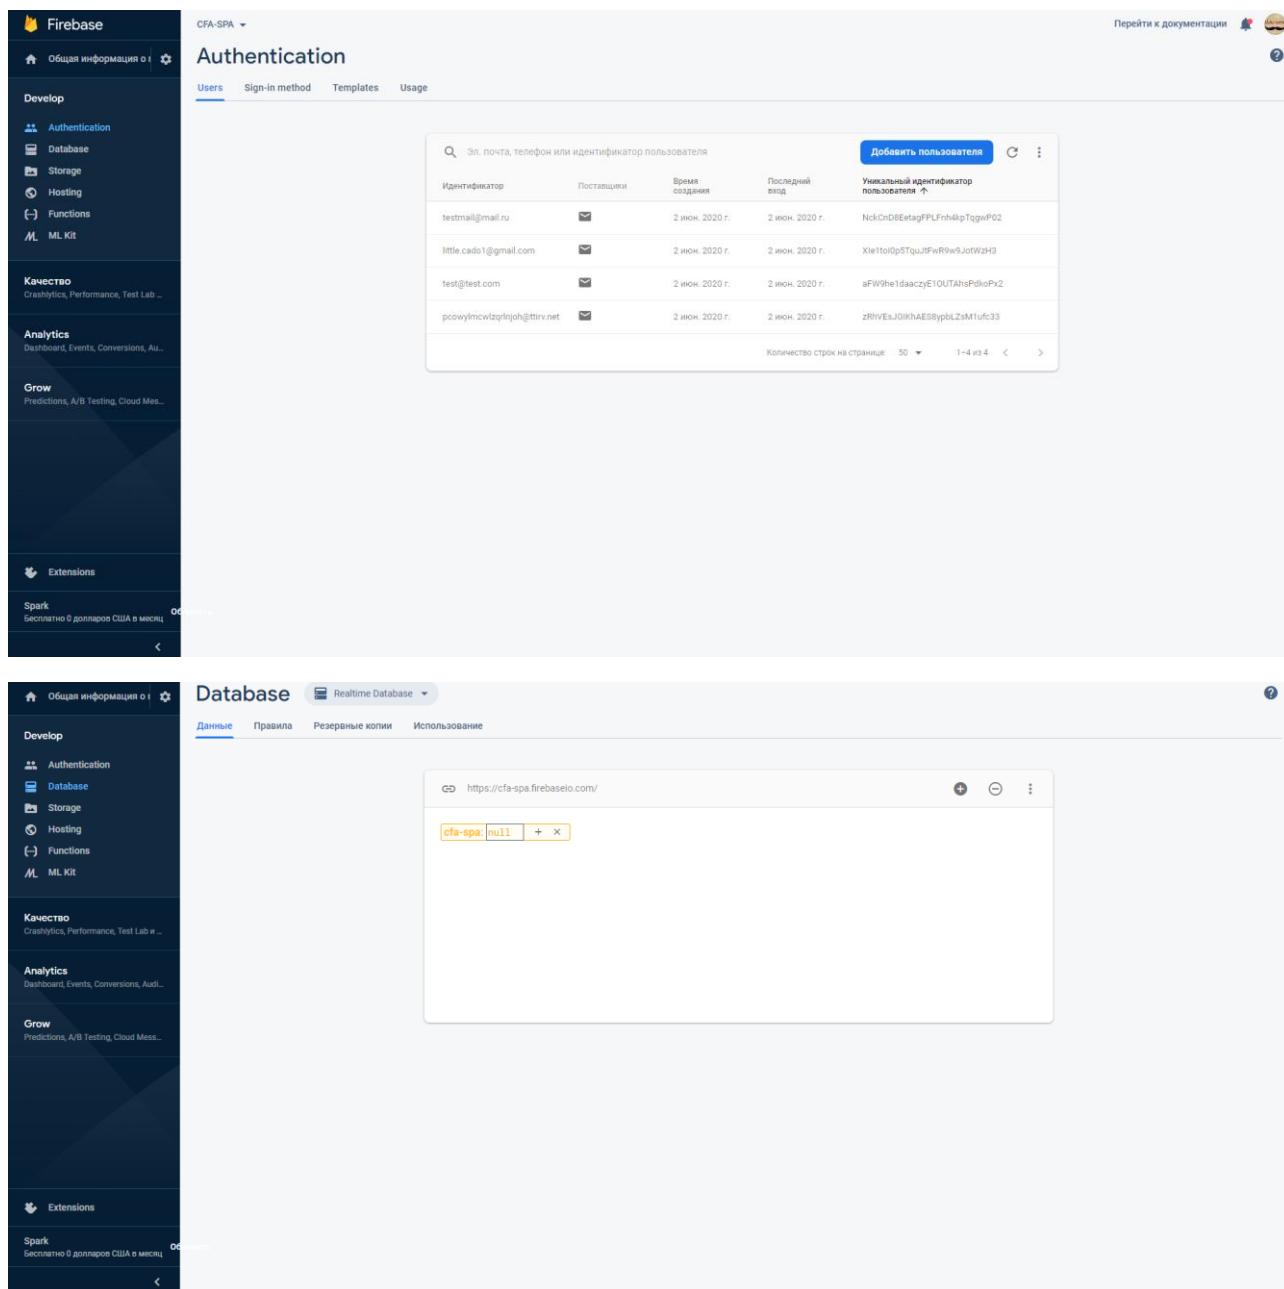 Firebase
CFA-SPA
Перейти к документации
Общая информация о
Authentication
Users Sign-in method Templates Usage
Develop
Authentication
Database
Storage
Hosting
Functions
ML Kit
Качество
Crashlytics, Performance, Test Lab ...
Analytics
Dashboard, Events, Conversions, Au...
Grow
Predictions, A/B Testing, Cloud Mes...
Extensions
Spark
Бесплатно 0 долларов США в месяц
Эл. почта, телефон или идентификатор пользователя
Добавить пользователя
Идентификатор Поставщики Время создания Последний вход Уникальный идентификатор пользователя
testmail@mail.ru 2 июн. 2020 г. 2 июн. 2020 г. NckCnD8EetagFPLFnh4kpTqgwP02
little.cado1@gmail.com 2 июн. 2020 г. 2 июн. 2020 г.
test@test.com 2 июн. 2020 г. 2 июн. 2020 г. aFW9he1daaczyE1OUTAhsPdkoPx2
pcowylmcwlzqrlnjoh@ttirv.net 2 июн. 2020 г. 2 июн. 2020 г.
Количество строк на странице: 50 1–4 из 4
Общая информация о
Database Realtime Database
Данные Правила Резервные копии Использование
Develop
Authentication
Database
Storage
Hosting
Functions
ML Kit
Качество
Crashlytics, Performance, Test Lab и ...
Analytics
Dashboard, Events, Conversions, Audi...
Grow
Predictions, A/B Testing, Cloud Mess...
Extensions
Spark
Бесплатно 0 долларов США в месяц
https://cfa-spa.firebaseio.com/
cfa-spa: null